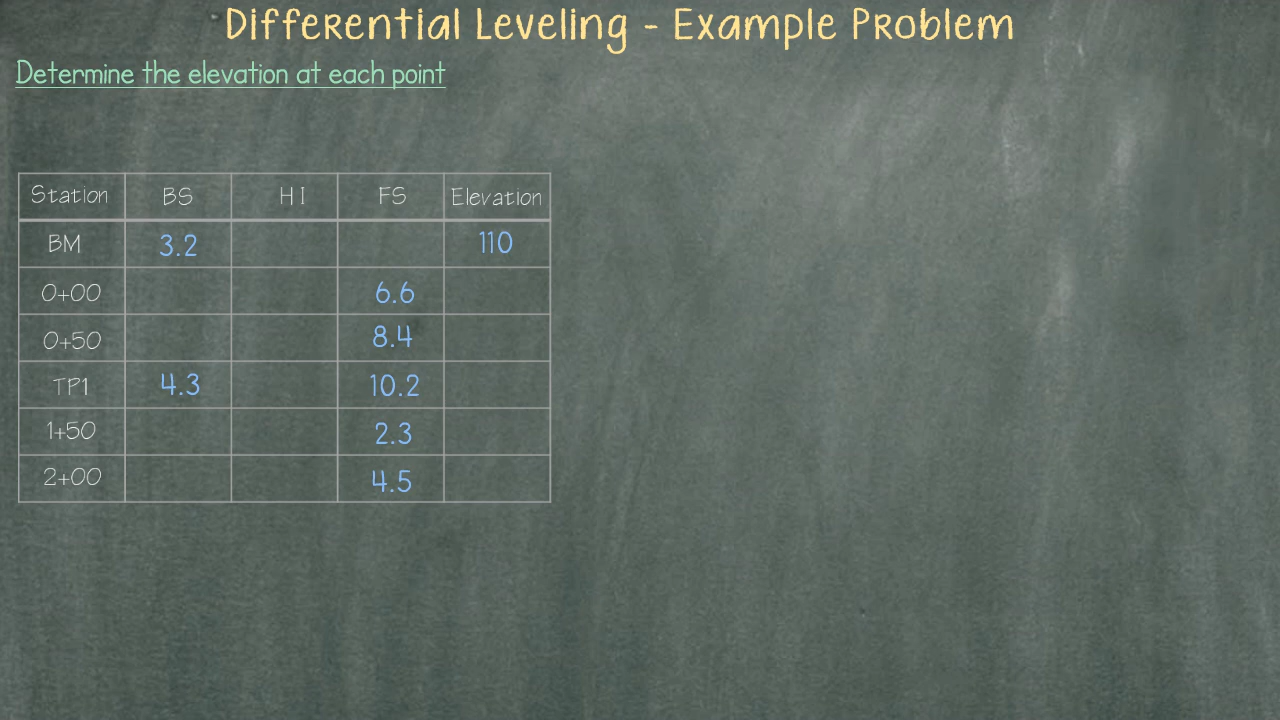 Differential Leveling - Example Problem
Determine the elevation at each point
Station BS HI FS Elevation
BM 3.2 110
0+00 6.6
0+50 8.4
TP1 4.3 10.2
1+50 2.3
2+00 4.5